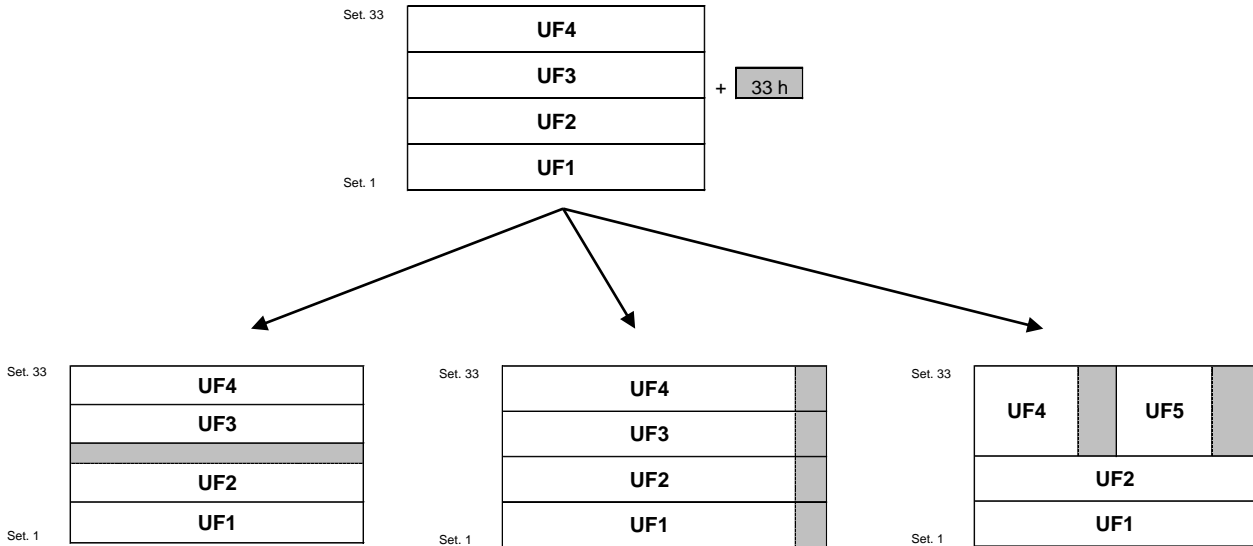 Set. 33
UF4
UF3
+ 33 h
UF2
UF1
Set. 1
Set. 33
UF4
UF3
UF2
UF1
Set. 1
Set. 33
UF4
UF3
UF2
UF1
Set. 1
Set. 33
UF4 UF5
UF2
UF1
Set. 1